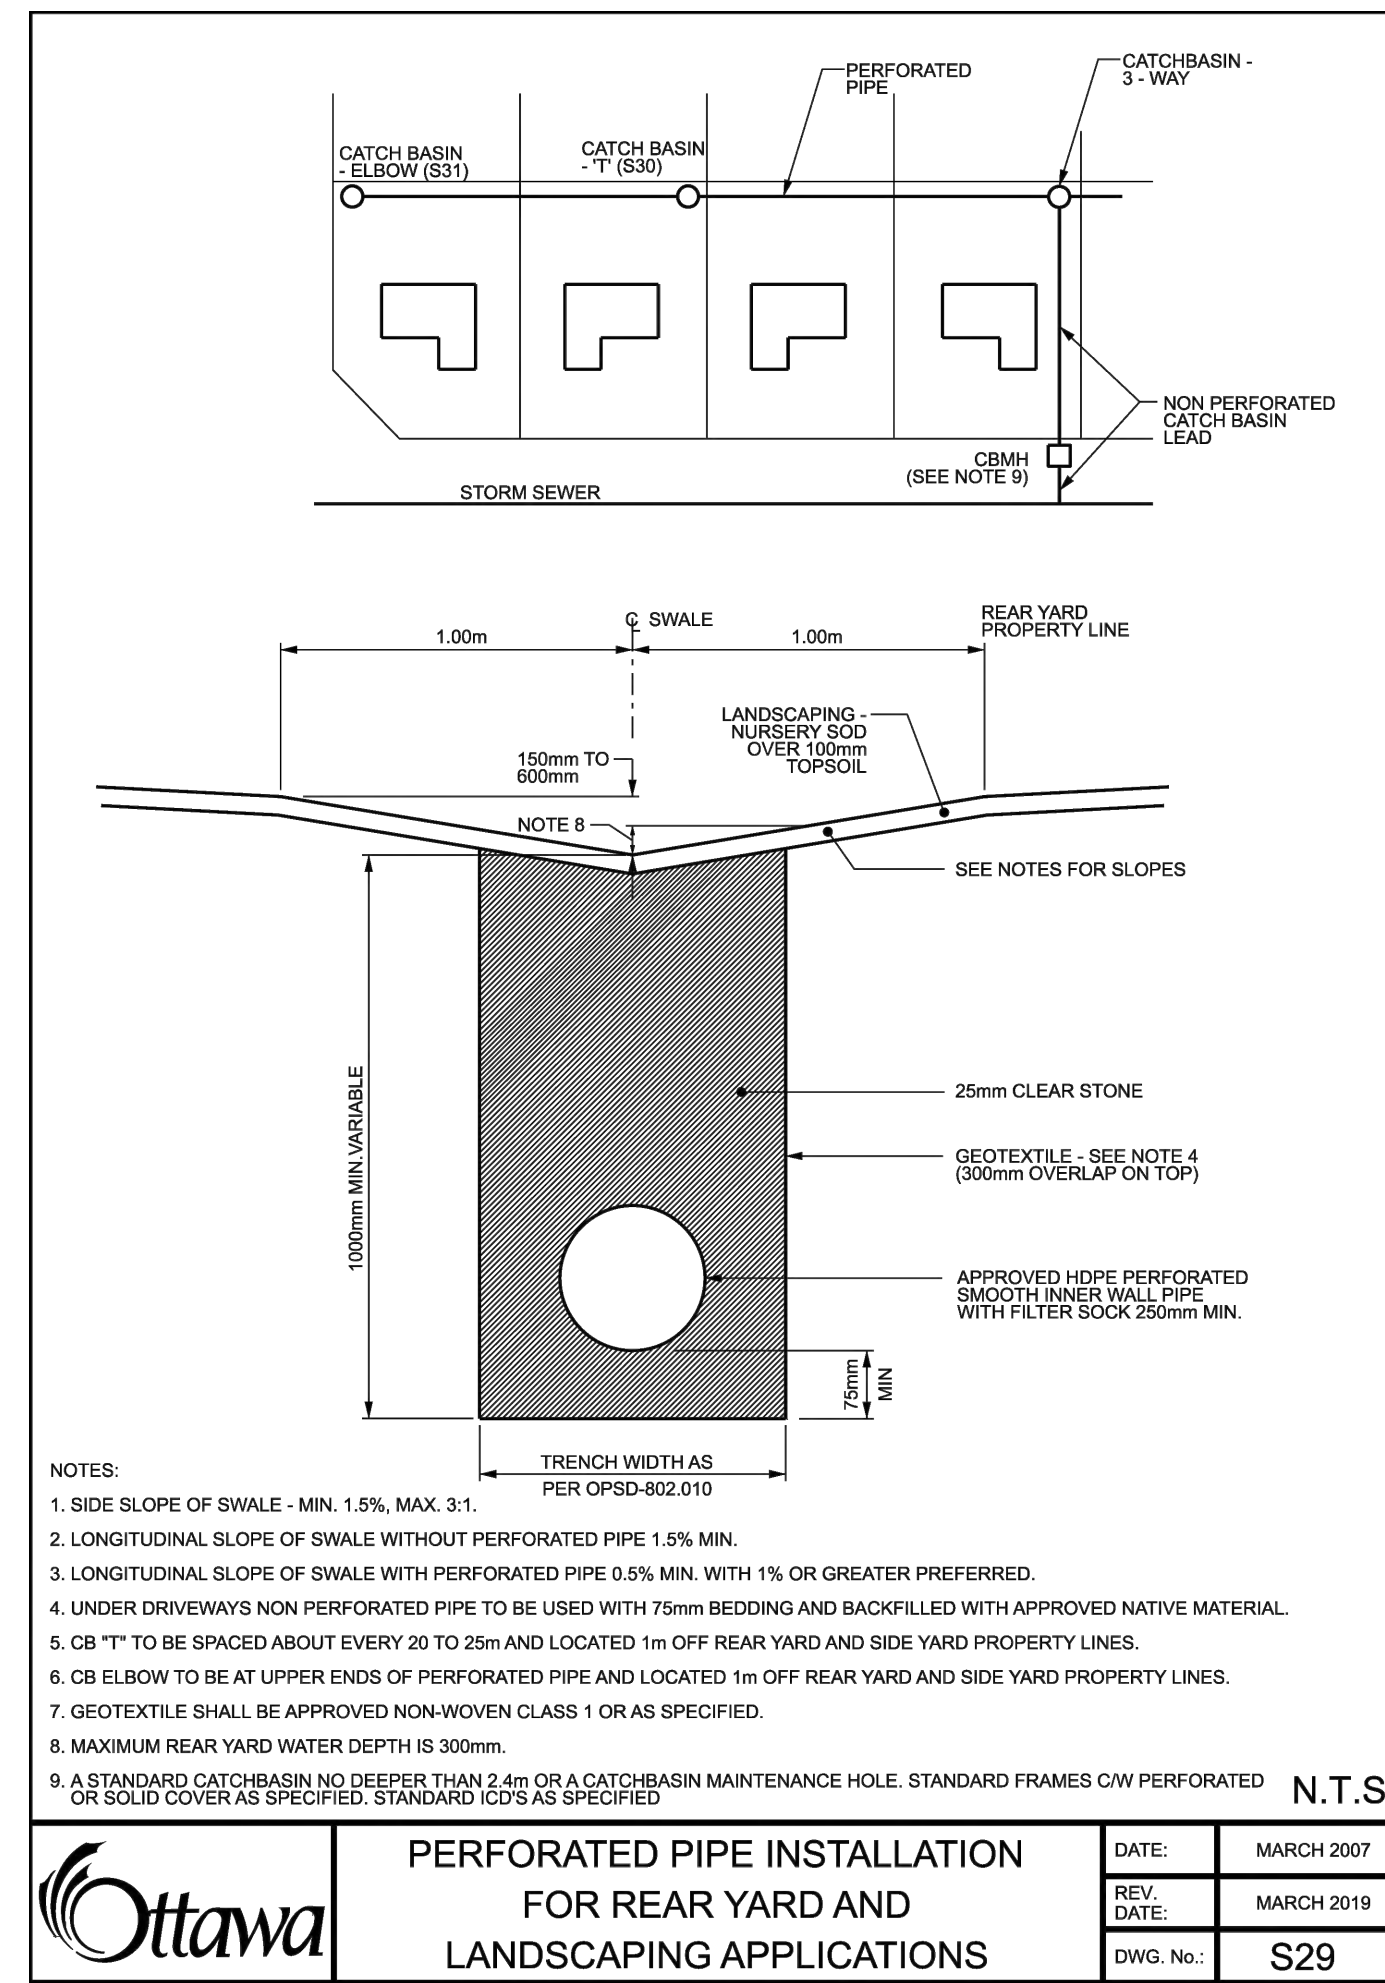 PERFORATED
PIPE
CATCHBASIN -
3 - WAY
CATCH BASIN
- ELBOW (S31)
CATCH BASIN
- 'T' (S30)
NON PERFORATED
CATCH BASIN
LEAD
CBMH
(SEE NOTE 9)
STORM SEWER
℄ SWALE
REAR YARD
PROPERTY LINE
1.00m
1.00m
LANDSCAPING -
NURSERY SOD
OVER 100mm
TOPSOIL
150mm TO
600mm
NOTE 8
SEE NOTES FOR SLOPES
1000mm MIN.VARIABLE
25mm CLEAR STONE
GEOTEXTILE - SEE NOTE 4
(300mm OVERLAP ON TOP)
APPROVED HDPE PERFORATED
SMOOTH INNER WALL PIPE
WITH FILTER SOCK 250mm MIN.
75mm
MIN
TRENCH WIDTH AS
PER OPSD-802.010
NOTES:
1. SIDE SLOPE OF SWALE - MIN. 1.5%, MAX. 3:1.
2. LONGITUDINAL SLOPE OF SWALE WITHOUT PERFORATED PIPE 1.5% MIN.
3. LONGITUDINAL SLOPE OF SWALE WITH PERFORATED PIPE 0.5% MIN. WITH 1% OR GREATER PREFERRED.
4. UNDER DRIVEWAYS NON PERFORATED PIPE TO BE USED WITH 75mm BEDDING AND BACKFILLED WITH APPROVED NATIVE MATERIAL.
5. CB "T" TO BE SPACED ABOUT EVERY 20 TO 25m AND LOCATED 1m OFF REAR YARD AND SIDE YARD PROPERTY LINES.
6. CB ELBOW TO BE AT UPPER ENDS OF PERFORATED PIPE AND LOCATED 1m OFF REAR YARD AND SIDE YARD PROPERTY LINES.
7. GEOTEXTILE SHALL BE APPROVED NON-WOVEN CLASS 1 OR AS SPECIFIED.
8. MAXIMUM REAR YARD WATER DEPTH IS 300mm.
9. A STANDARD CATCHBASIN NO DEEPER THAN 2.4m OR A CATCHBASIN MAINTENANCE HOLE. STANDARD FRAMES C/W PERFORATED
OR SOLID COVER AS SPECIFIED. STANDARD ICD'S AS SPECIFIED
N.T.S
Ottawa
PERFORATED PIPE INSTALLATION
FOR REAR YARD AND
LANDSCAPING APPLICATIONS
DATE:
MARCH 2007
REV.
DATE:
MARCH 2019
DWG. No.:
S29